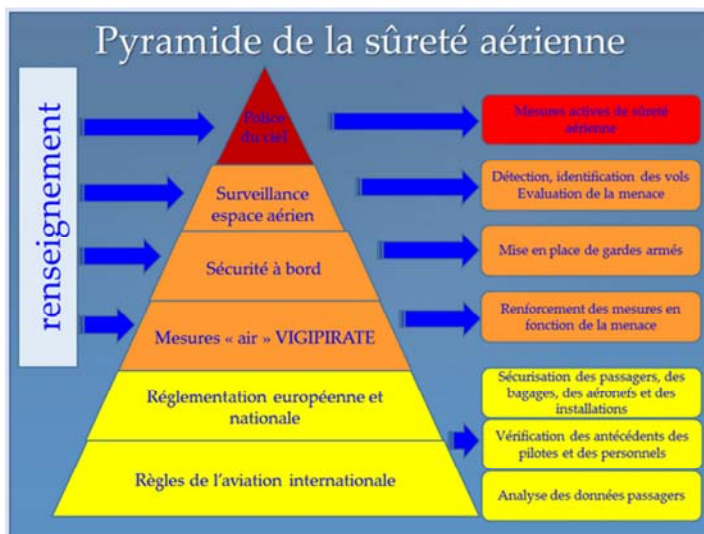 Pyramide de la sûreté aérienne
renseignement
Police
du ciel
Mesures actives de sûreté
aérienne
Surveillance
espace aérien
Détection, identification des vols
Evaluation de la menace
Sécurité à bord
Mise en place de gardes armés
Mesures « air » VIGIPIRATE
Renforcement des mesures en
fonction de la menace
Réglementation européenne et
nationale
Règles de l'aviation internationale
Sécurisation des passagers, des
bagages, des aéronefs et des
installations
Vérification des antécédents des
pilotes et des personnels
Analyse des données passagers